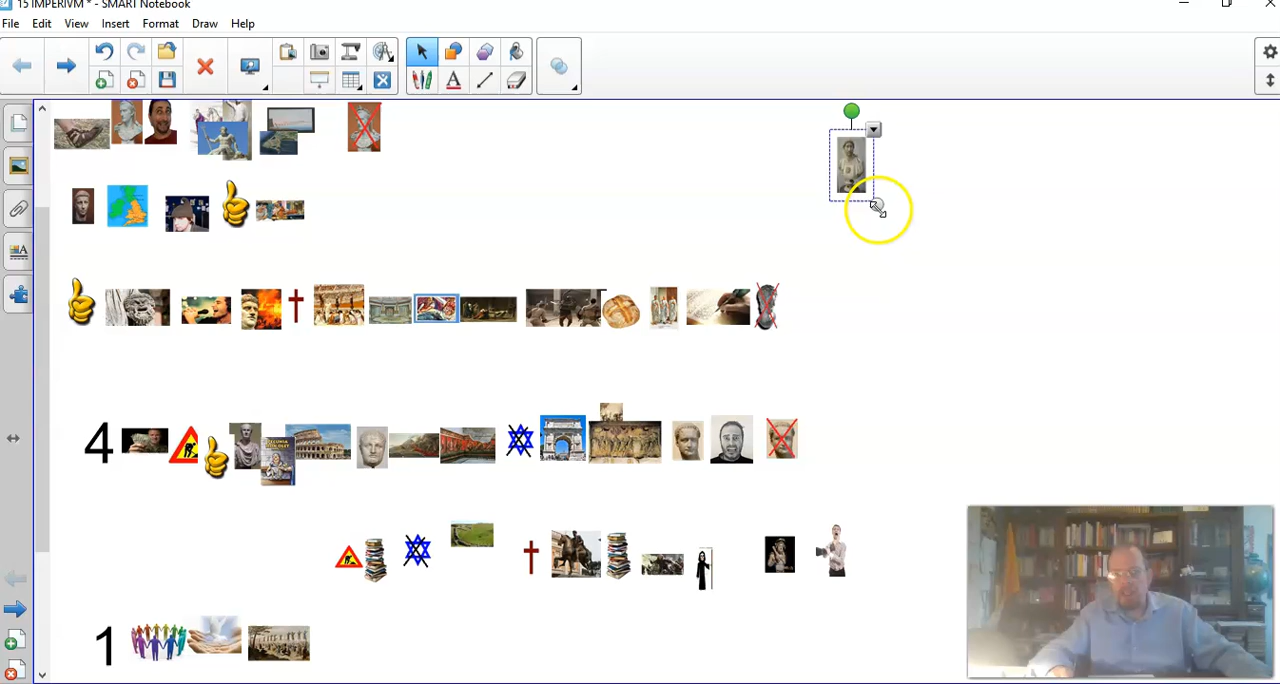 15 IMPERIVM * - SMART Notebook
File Edit View Insert Format Draw Help
4
1